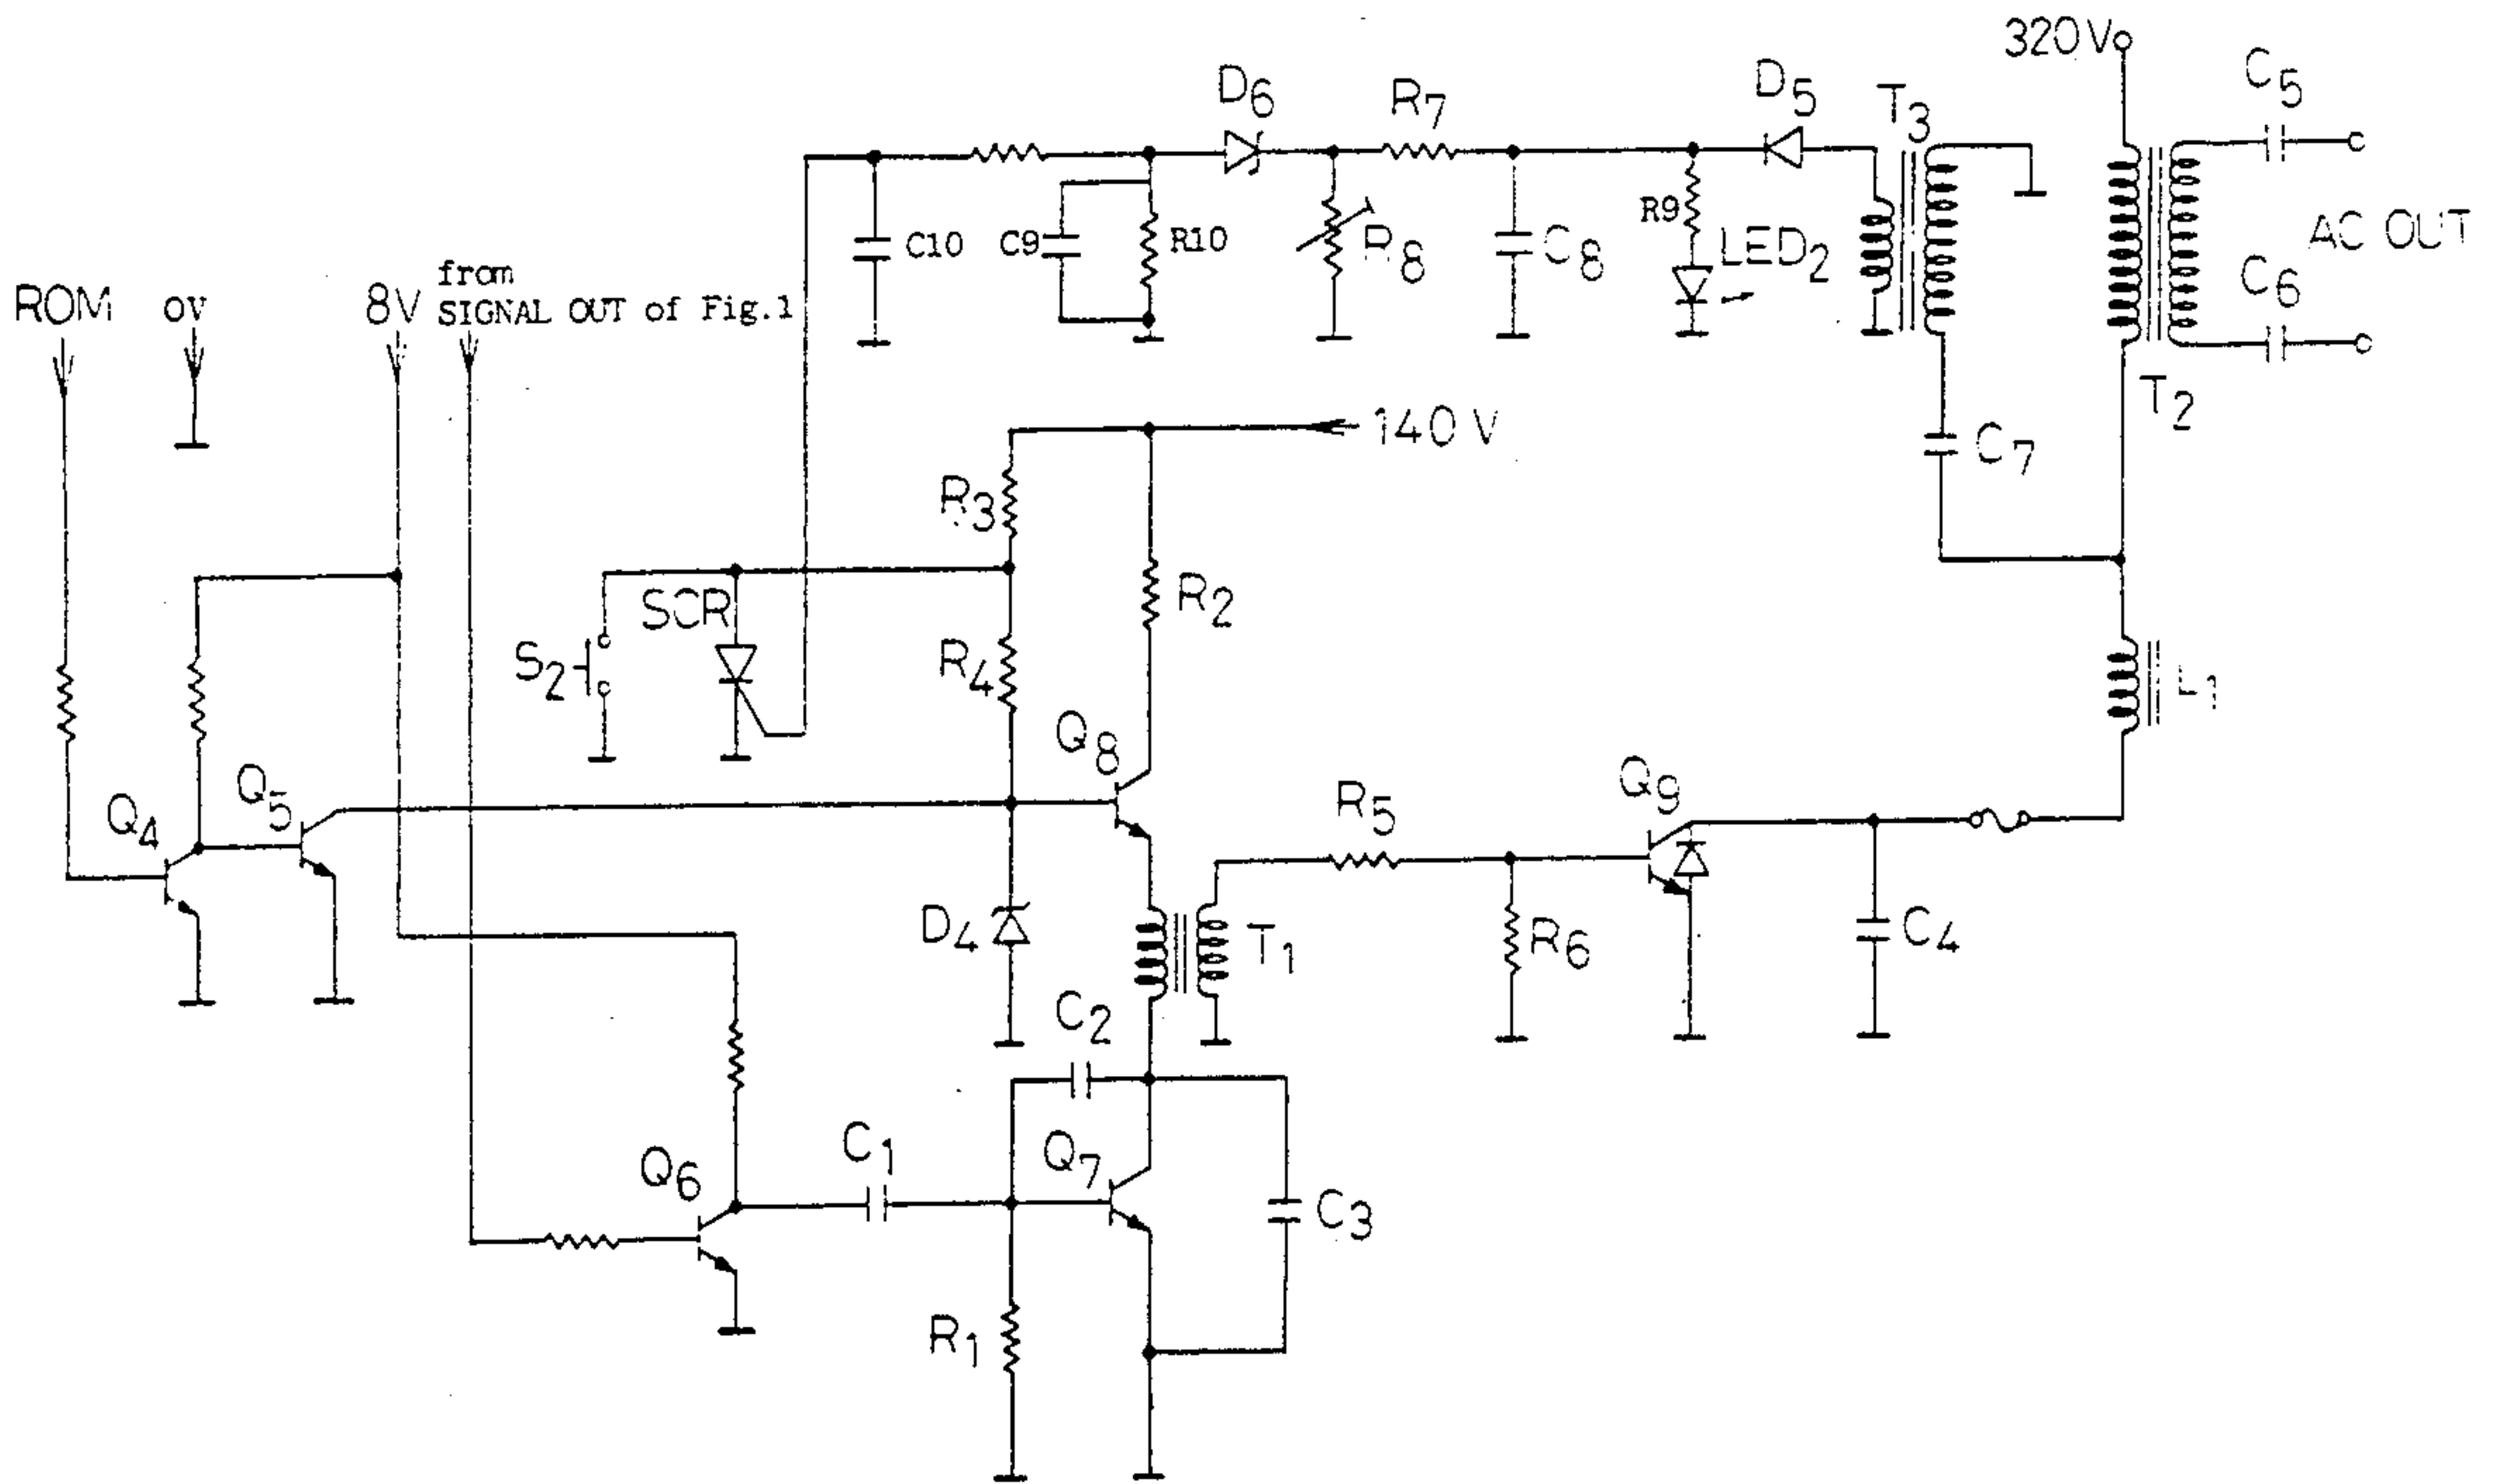 320V
C5
D6
R7
D5
T3
AC OUT
C10
C9
R10
R8
C8
R9
LED2
C6
ROM
0V
8V
from
SIGNAL OUT of Fig.1
T2
140V
C7
R3
SCR
R2
S2
R4
L1
Q8
Q5
Q4
R5
Q9
D4
T1
R6
C4
C2
C1
Q7
Q6
C3
R1